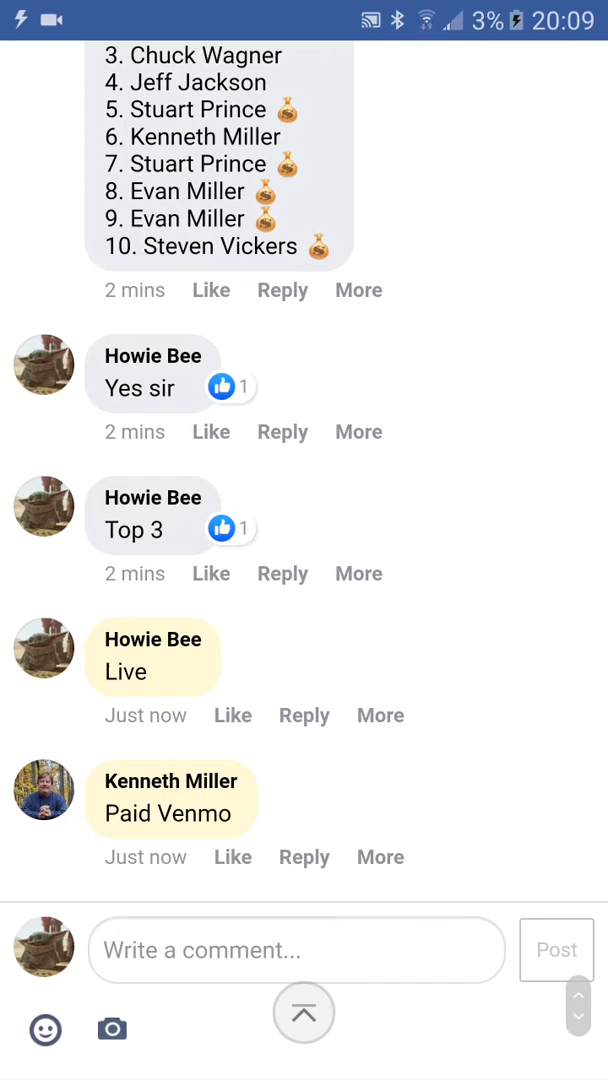 3% 20:09
3. Chuck Wagner
4. Jeff Jackson
5. Stuart Prince
6. Kenneth Miller
7. Stuart Prince
8. Evan Miller
9. Evan Miller
10. Steven Vickers
2 mins Like Reply More
Howie Bee
Yes sir 1
2 mins Like Reply More
Howie Bee
Top 3 1
2 mins Like Reply More
Howie Bee
Live
Just now Like Reply More
Kenneth Miller
Paid Venmo
Just now Like Reply More
Write a comment... Post